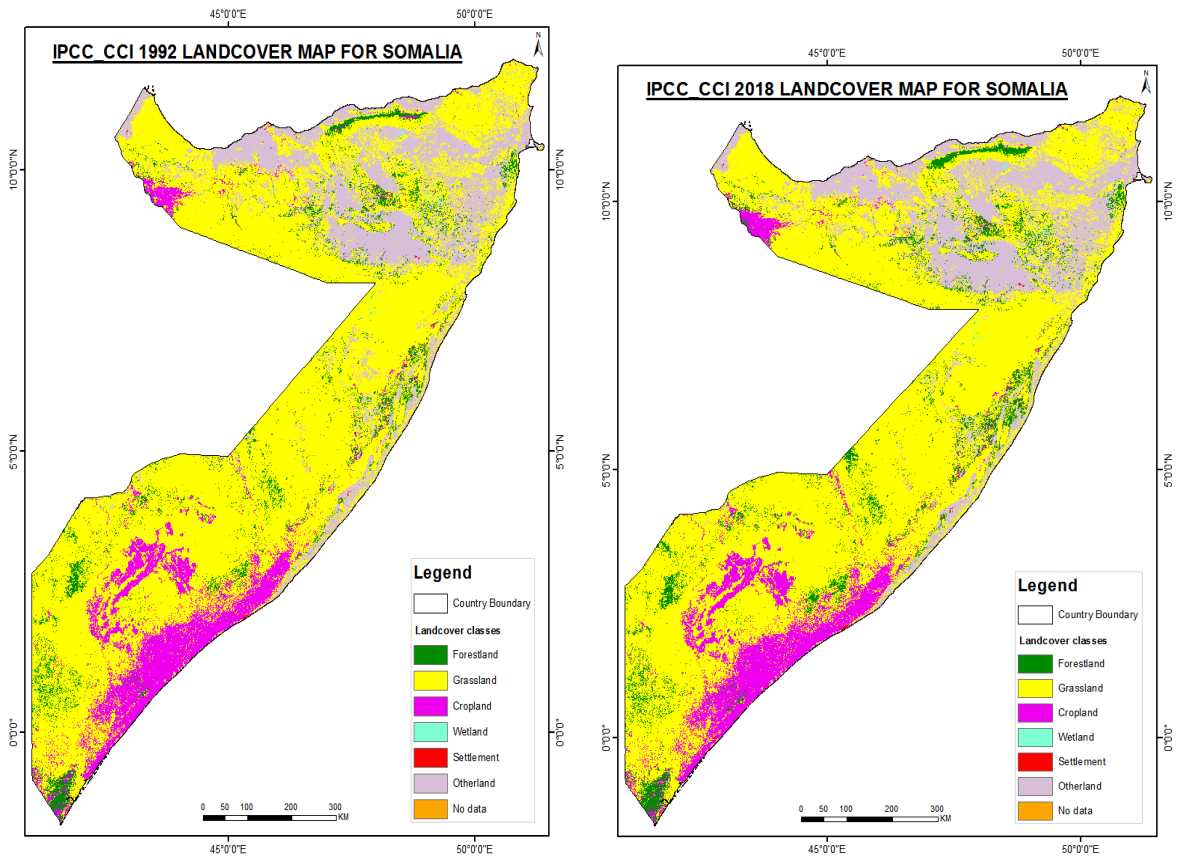 45°0'0"E 50°0'0"E
IPCC_CCI 1992 LANDCOVER MAP FOR SOMALIA
N
10°0'0"N
10°0'0"N
5°0'0"N
5°0'0"N
0°0'0"
0°0'0"
Legend
Country Boundary
Landcover classes
Forestland
Grassland
Cropland
Wetland
Settlement
Otherland
No data
0 50 100 200 300
KM
45°0'0"E 50°0'0"E
45°0'0"E 50°0'0"E
IPCC_CCI 2018 LANDCOVER MAP FOR SOMALIA
N
10°0'0"N
10°0'0"N
5°0'0"N
5°0'0"N
0°0'0"
0°0'0"
Legend
Country Boundary
Landcover classes
Forestland
Grassland
Cropland
Wetland
Settlement
Otherland
No data
0 50 100 200 300
KM
45°0'0"E 50°0'0"E